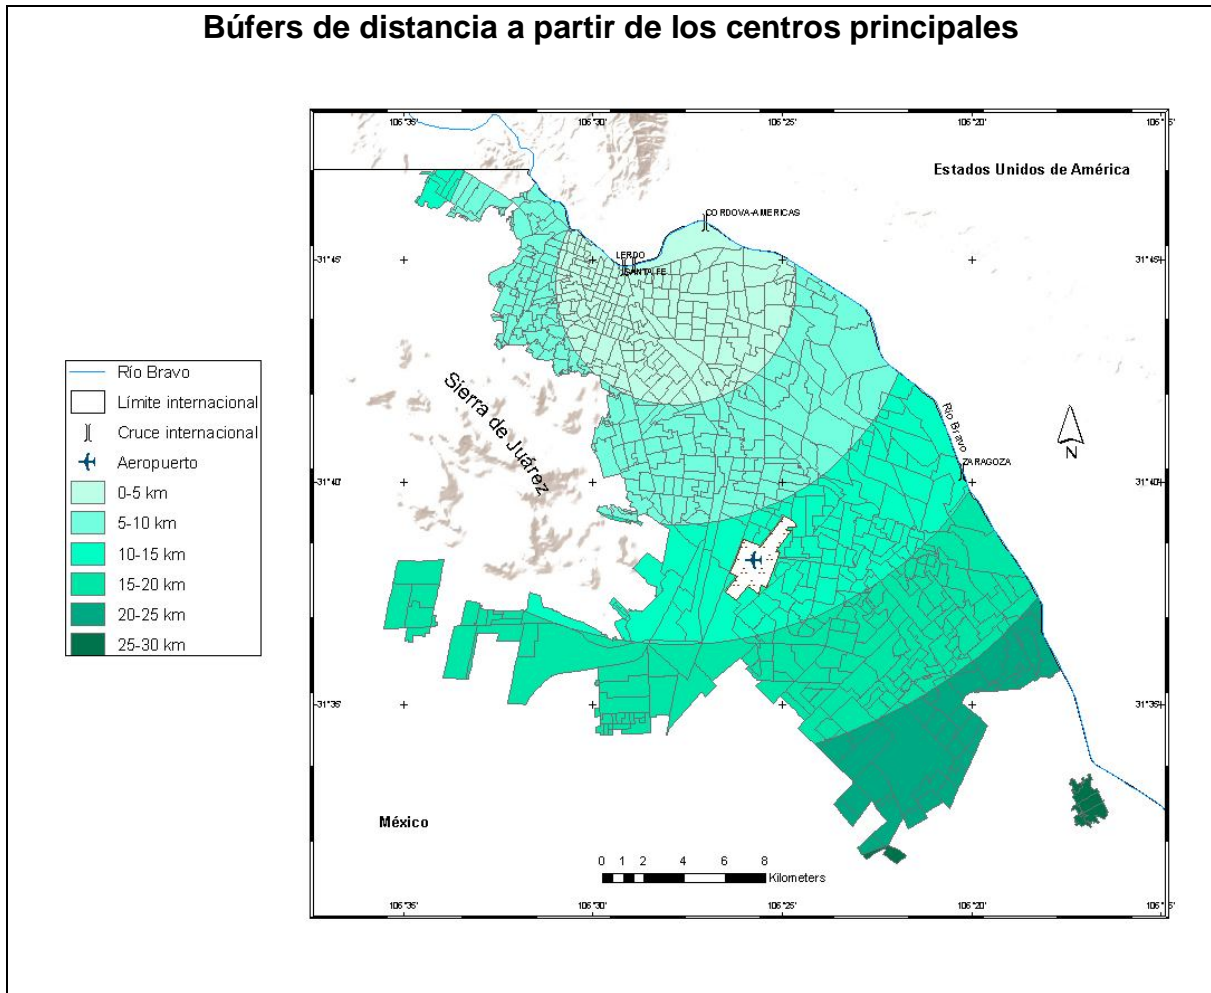 Búfers de distancia a partir de los centros principales
106°35' 106°30' 106°25' 106°20'
Estados Unidos de América
CORDOVA-AMERICAS
31°45' LERDO 31°45'
SANTA FE
Río Bravo
Límite internacional
Cruce internacional
Aeropuerto
0-5 km
5-10 km
10-15 km
15-20 km
20-25 km
25-30 km
Sierra de Juárez
Río Bravo
ZARAGOZA
N
31°40' 31°40'
31°35' 31°35'
México
0 1 2 4 6 8
Kilometers
106°35' 106°30' 106°25' 106°20'